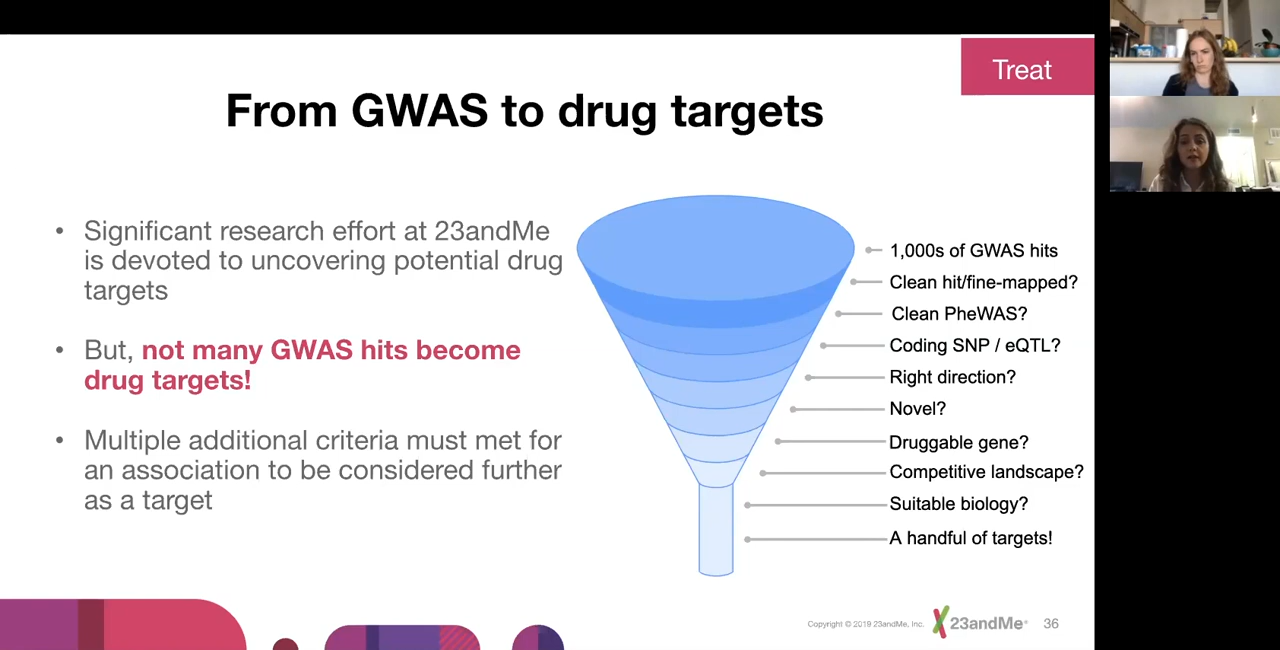 Treat
From GWAS to drug targets
• Significant research effort at 23andMe
is devoted to uncovering potential drug
targets
• But, not many GWAS hits become
drug targets!
• Multiple additional criteria must met for
an association to be considered further
as a target
1,000s of GWAS hits
Clean hit/fine-mapped?
Clean PheWAS?
Coding SNP / eQTL?
Right direction?
Novel?
Druggable gene?
Competitive landscape?
Suitable biology?
A handful of targets!
Copyright © 2019 23andMe, Inc.
23andMe®
36